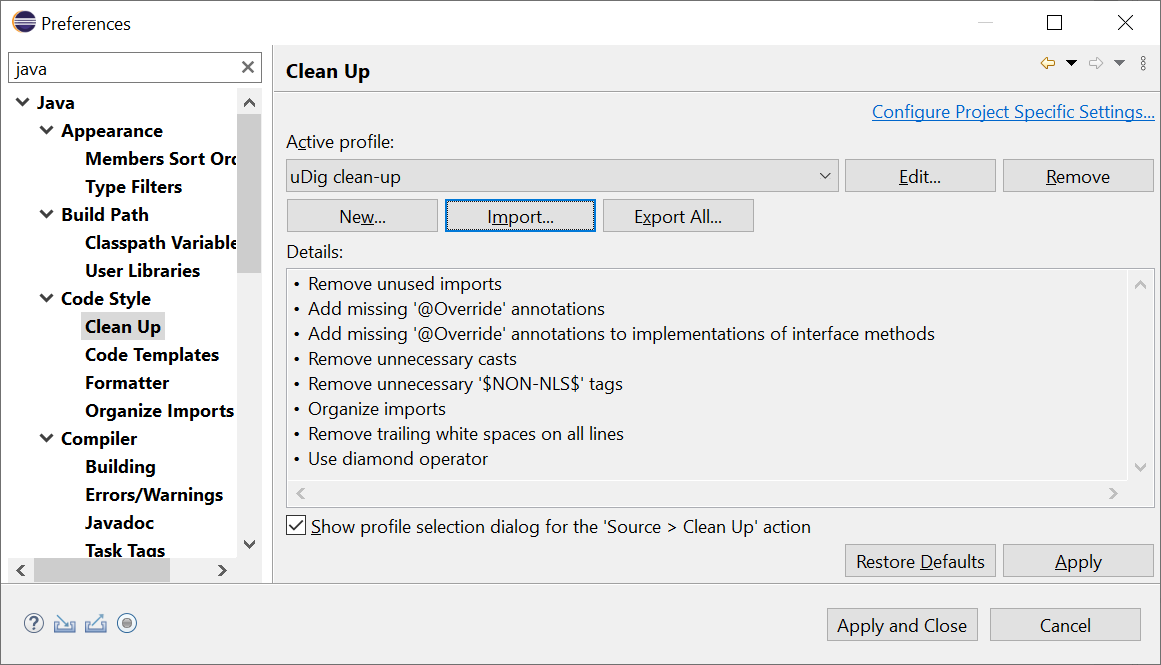 Preferences
java
Java
Appearance
Members Sort Ord
Type Filters
Build Path
Classpath Variable
User Libraries
Code Style
Clean Up
Code Templates
Formatter
Organize Imports
Compiler
Building
Errors/Warnings
Javadoc
Task Tags
Clean Up
Configure Project Specific Settings...
Active profile:
uDig clean-up
Edit...
Remove
New...
Import...
Export All...
Details:
• Remove unused imports
• Add missing '@Override' annotations
• Add missing '@Override' annotations to implementations of interface methods
• Remove unnecessary casts
• Remove unnecessary '$NON-NLS$' tags
• Organize imports
• Remove trailing white spaces on all lines
• Use diamond operator
Show profile selection dialog for the 'Source > Clean Up' action
Restore Defaults
Apply
?
Apply and Close
Cancel